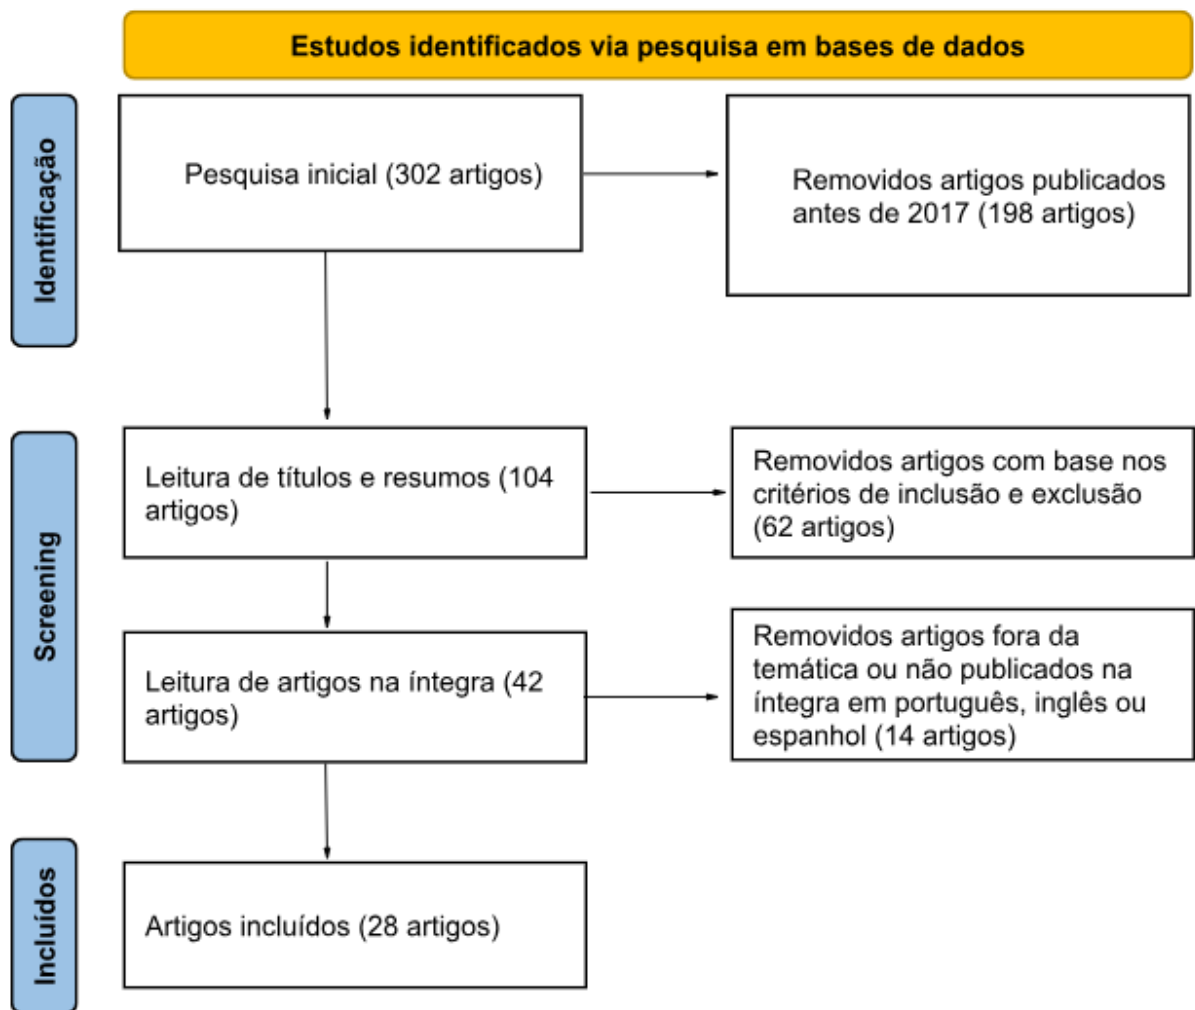 Estudos identificados via pesquisa em bases de dados
Identificação
Pesquisa inicial (302 artigos)
Removidos artigos publicados
antes de 2017 (198 artigos)
Screening
Leitura de títulos e resumos (104
artigos)
Removidos artigos com base nos
critérios de inclusão e exclusão
(62 artigos)
Leitura de artigos na íntegra (42
artigos)
Removidos artigos fora da
temática ou não publicados na
íntegra em português, inglês ou
espanhol (14 artigos)
Incluídos
Artigos incluídos (28 artigos)